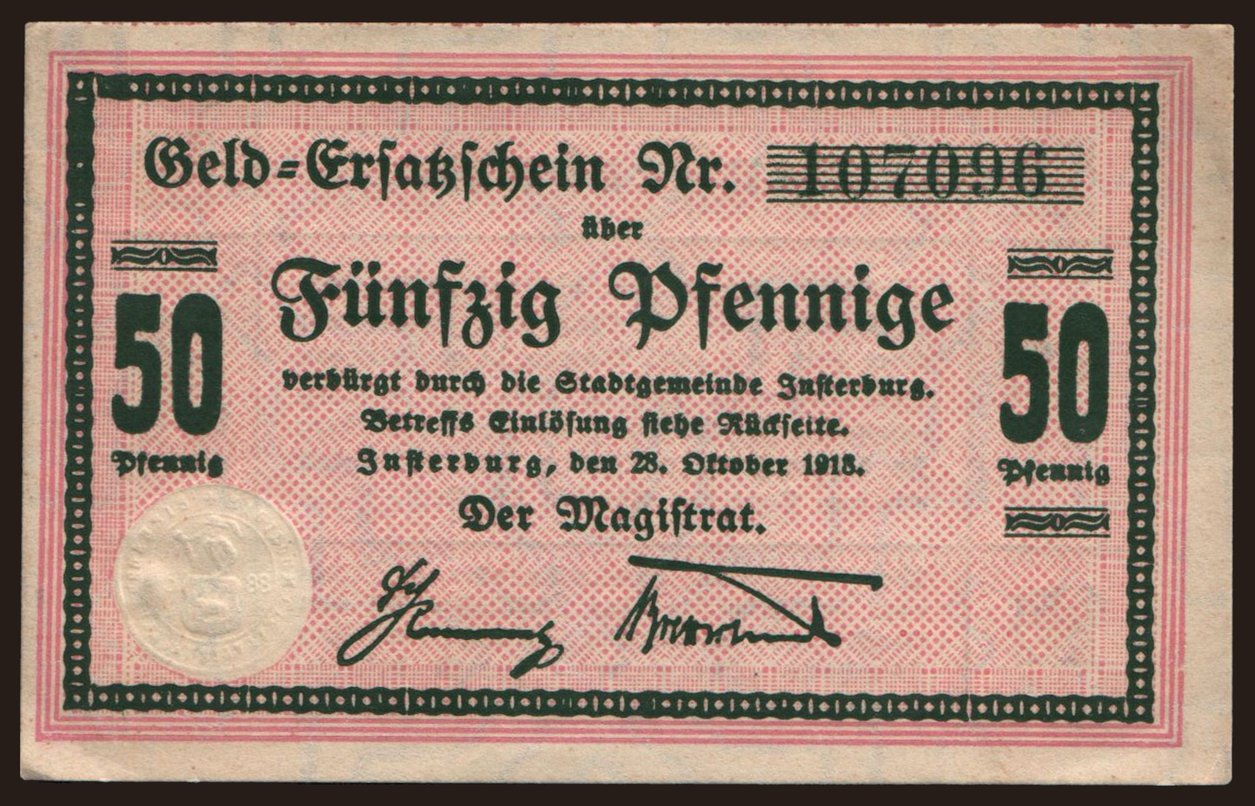 Geld=Ersatzschein Nr. 107096
über
Fünfzig Pfennige
50
Pfennig
50
Pfennig
verbürgt durch die Stadtgemeinde Insterburg.
Betreffs Einlösung siehe Rückseite.
Insterburg, den 28. Oktober 1918.
Der Magistrat.